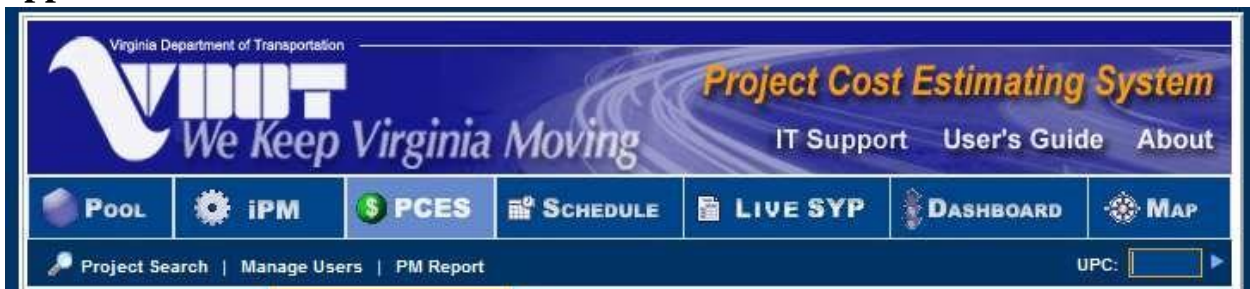 Virginia Department of Transportation
VDOT
We Keep Virginia Moving
Project Cost Estimating System
IT Support User's Guide About
POOL iPM PCES SCHEDULE LIVE SYP DASHBOARD MAP
Project Search | Manage Users | PM Report UPC: